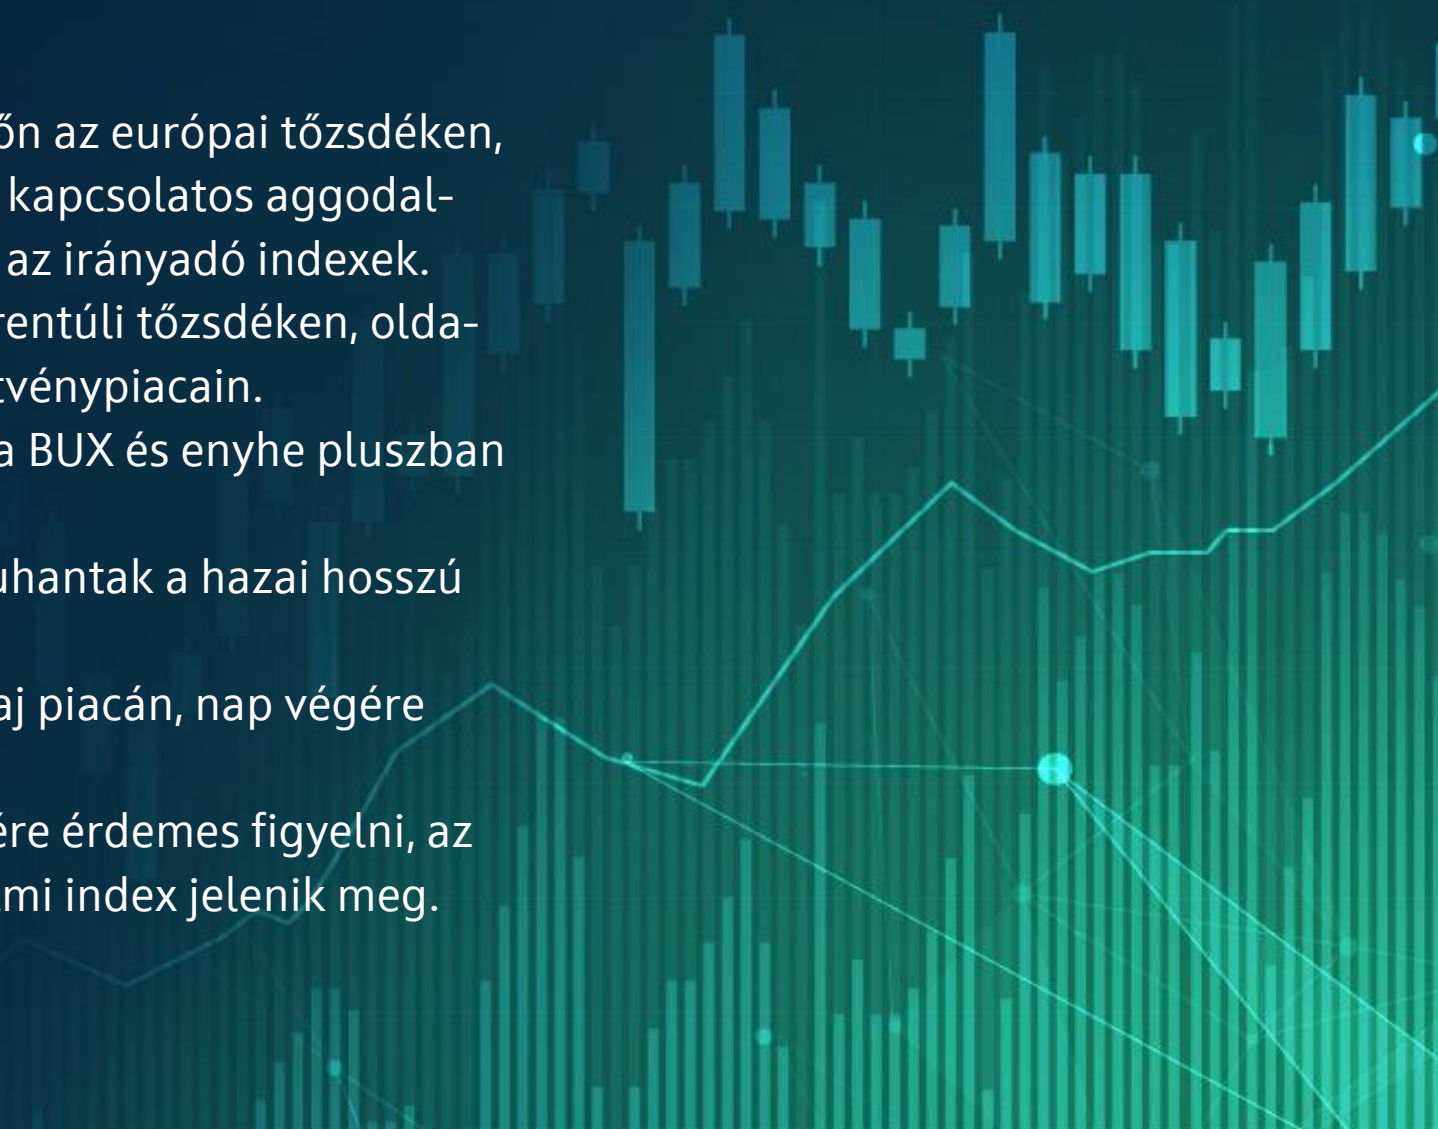 őn az európai tőzsdéken,
kapcsolatos aggodal-
az irányadó indexek.
rentúli tőzsdéken, olda-
tvénypiacain.
a BUX és enyhe pluszban
uhantak a hazai hosszú
aj piacán, nap végére
ére érdemes figyelni, az
lmi index jelenik meg.